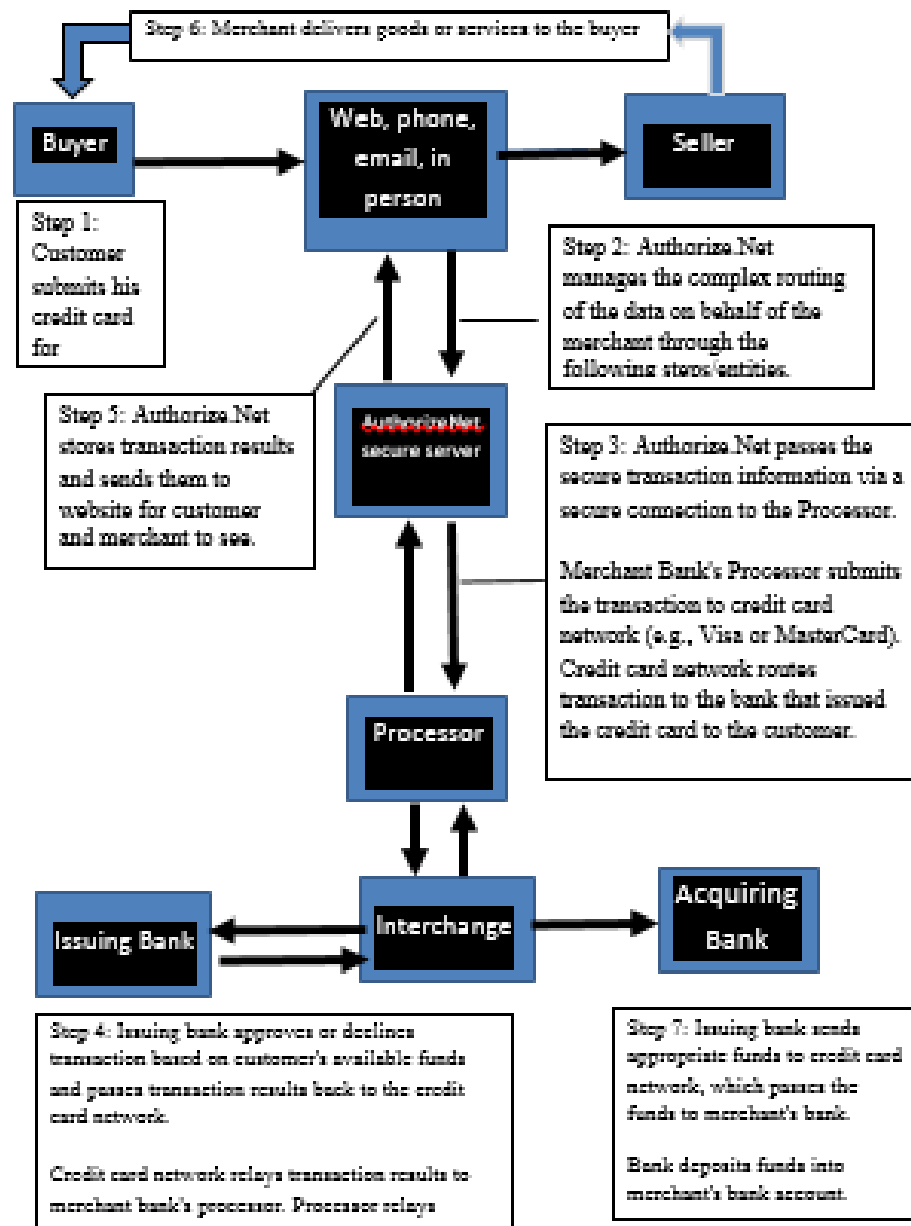 Step 6: Merchant delivers goods or services to the buyer
Buyer
Web, phone,
email, in
person
Seller
Step 1:
Customer
submits his
credit card
for
Step 2: Authorize.Net
manages the complex routing
of the data on behalf of the
merchant through the
following steps/entities.
Step 5: Authorize.Net
stores transaction results
and sends them to
website for customer
and merchant to see.
AuthorizeNet
secure server
Step 3: Authorize.Net passes the
secure transaction information via a
secure connection to the Processor.
Merchant Bank's Processor submits
the transaction to credit card
network (e.g., Visa or MasterCard).
Credit card network routes
transaction to the bank that issued
the credit card to the customer.
Processor
Issuing Bank
Interchange
Acquiring
Bank
Step 4: Issuing bank approves or declines
transaction based on customer's available funds
and passes transaction results back to the credit
card network.
Credit card network relays transaction results to
merchant bank's processor. Processor relays
Step 7: Issuing bank sends
appropriate funds to credit card
network, which passes the
funds to merchant's bank.
Bank deposits funds into
merchant's bank account.